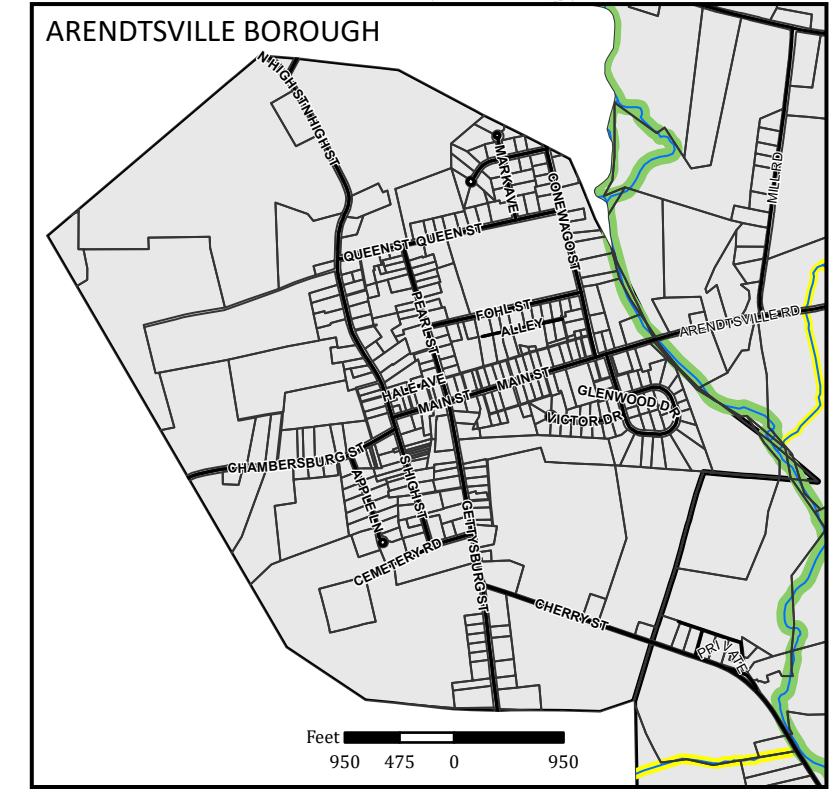 ARENDTSVILLE BOROUGH
N HIGH ST
N HIGH ST
MARK AVE
CONEWAGO ST
MILL RD
QUEEN ST
QUEEN ST
PEARL ST
FOHL ST
ALLEY
ARENDTSVILLE RD
HALE AVE
MAIN ST
MAIN ST
GLENWOOD DR
VICTOR DR
CHAMBERSBURG ST
APPLE LN
S HIGH ST
GETTYSBURG ST
CEMETERY RD
CHERRY ST
PRIVATE
Feet
950 475 0 950